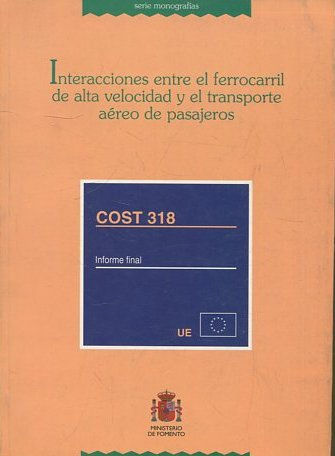 serie monografías
Interacciones entre el ferrocarril
de alta velocidad y el transporte
aéreo de pasajeros
COST 318
Informe final
UE
MINISTERIO
DE FOMENTO